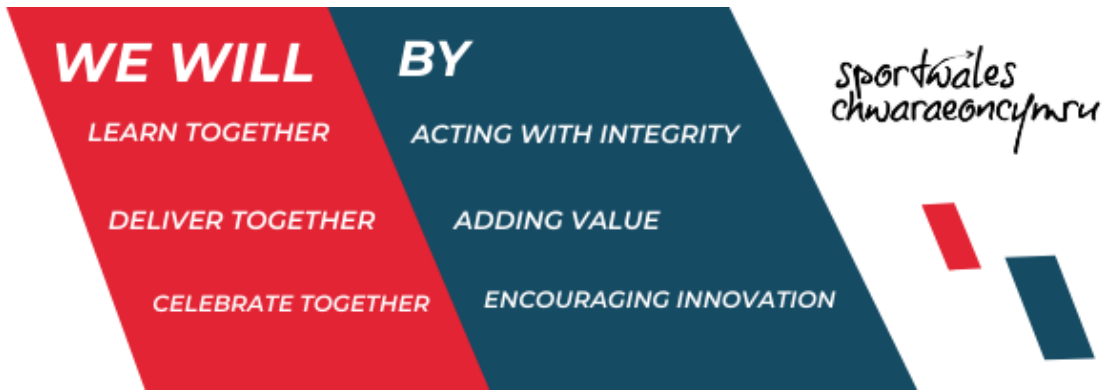 WE WILL
LEARN TOGETHER
DELIVER TOGETHER
CELEBRATE TOGETHER
BY
ACTING WITH INTEGRITY
ADDING VALUE
ENCOURAGING INNOVATION
sportwales
chwaraeoncymru